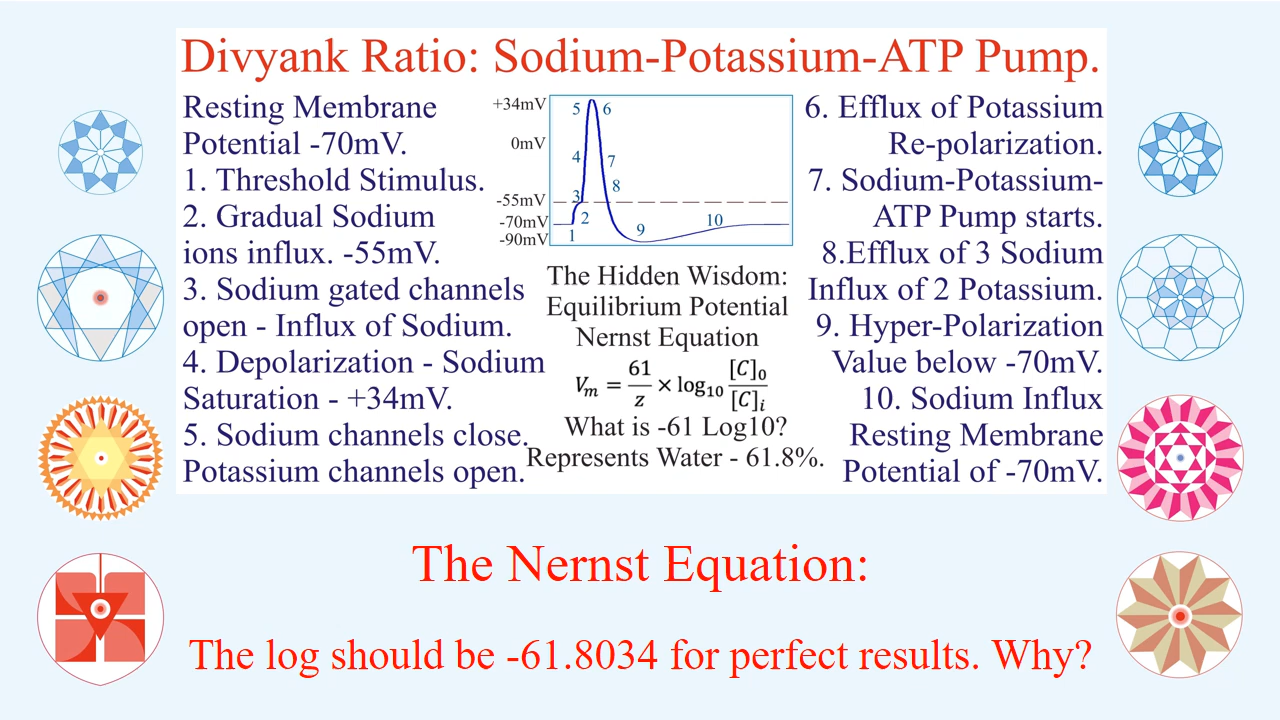 Divyank Ratio: Sodium-Potassium-ATP Pump.
Resting Membrane
Potential -70mV.
1. Threshold Stimulus.
2. Gradual Sodium
ions influx. -55mV.
3. Sodium gated channels
open - Influx of Sodium.
4. Depolarization - Sodium
Saturation - +34mV.
5. Sodium channels close.
Potassium channels open.
+34mV
0mV
-55mV
-70mV
-90mV
5 6
4 7
8
3
2
1
9
10
The Hidden Wisdom:
Equilibrium Potential
Nernst Equation
Vₘ = 61/z × log₁₀ [C]₀/[C]ᵢ
What is -61 Log10?
Represents Water - 61.8%.
6. Efflux of Potassium
Re-polarization.
7. Sodium-Potassium-
ATP Pump starts.
8.Efflux of 3 Sodium
Influx of 2 Potassium.
9. Hyper-Polarization
Value below -70mV.
10. Sodium Influx
Resting Membrane
Potential of -70mV.
The Nernst Equation:
The log should be -61.8034 for perfect results. Why?